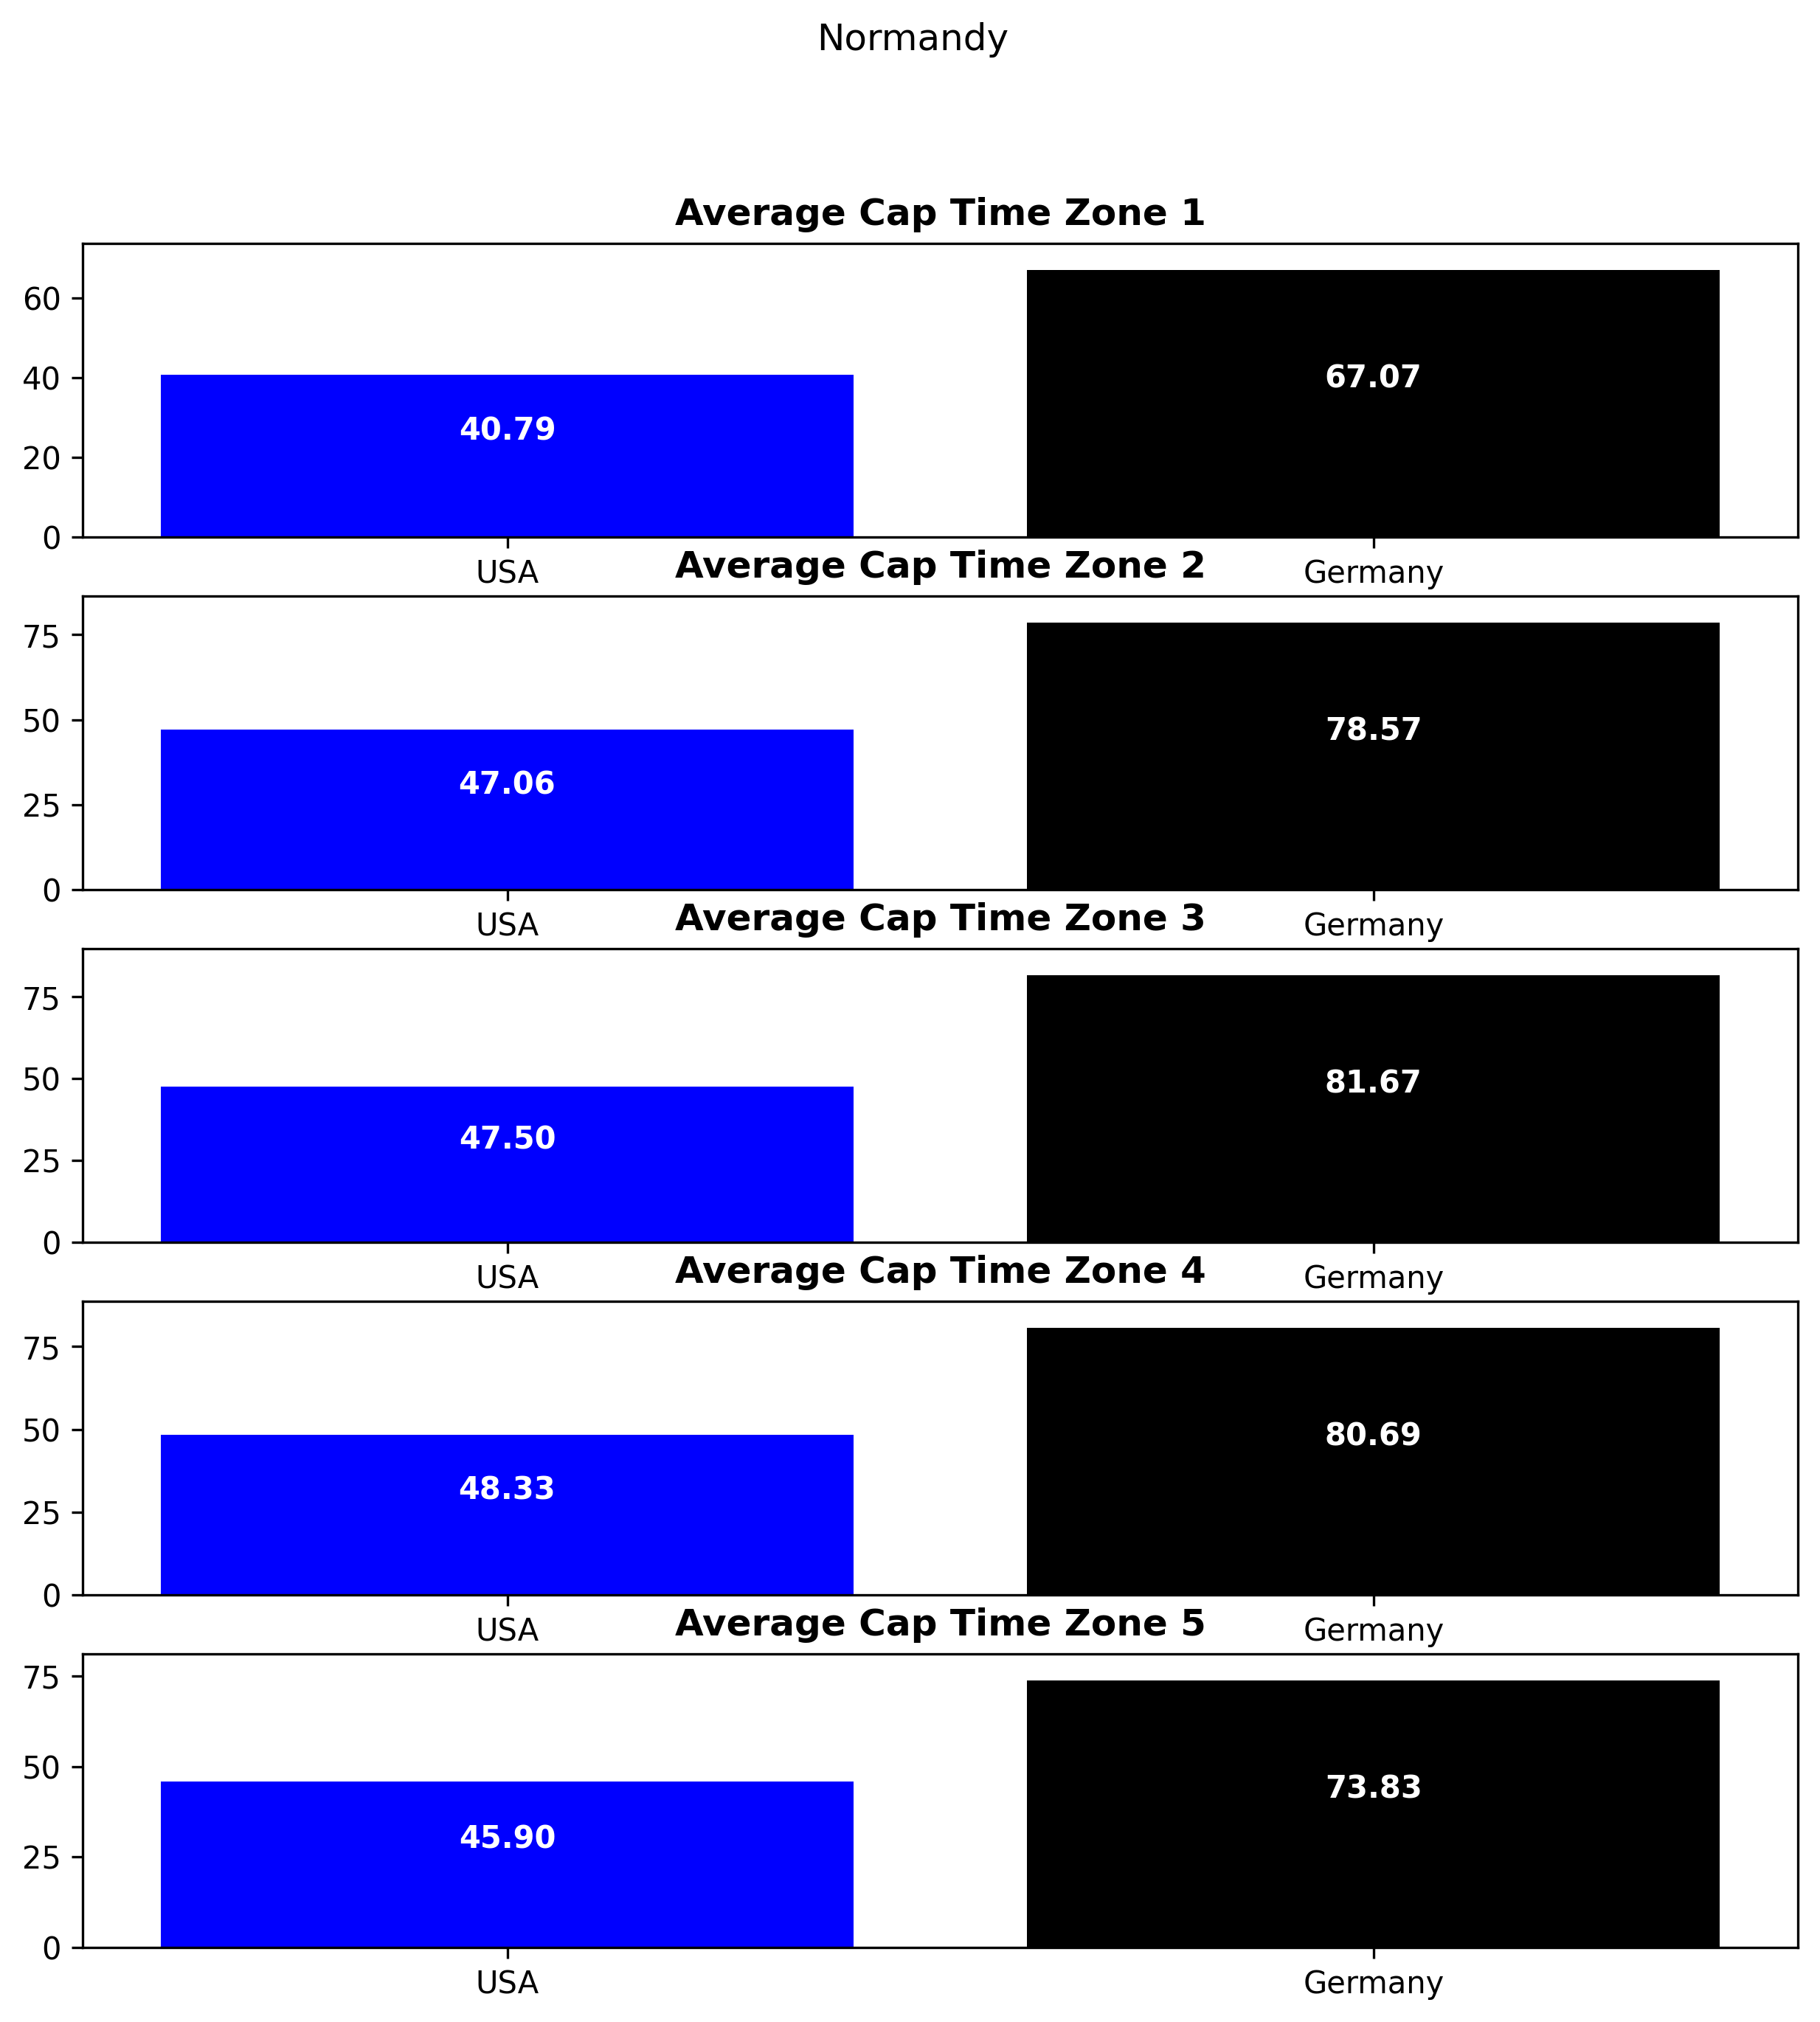 Normandy
Average Cap Time Zone 1
60
40
20
0
40.79
67.07
USA
Germany
Average Cap Time Zone 2
75
50
25
0
47.06
78.57
USA
Germany
Average Cap Time Zone 3
75
50
25
0
47.50
81.67
USA
Germany
Average Cap Time Zone 4
75
50
25
0
48.33
80.69
USA
Germany
Average Cap Time Zone 5
75
50
25
0
45.90
73.83
USA
Germany